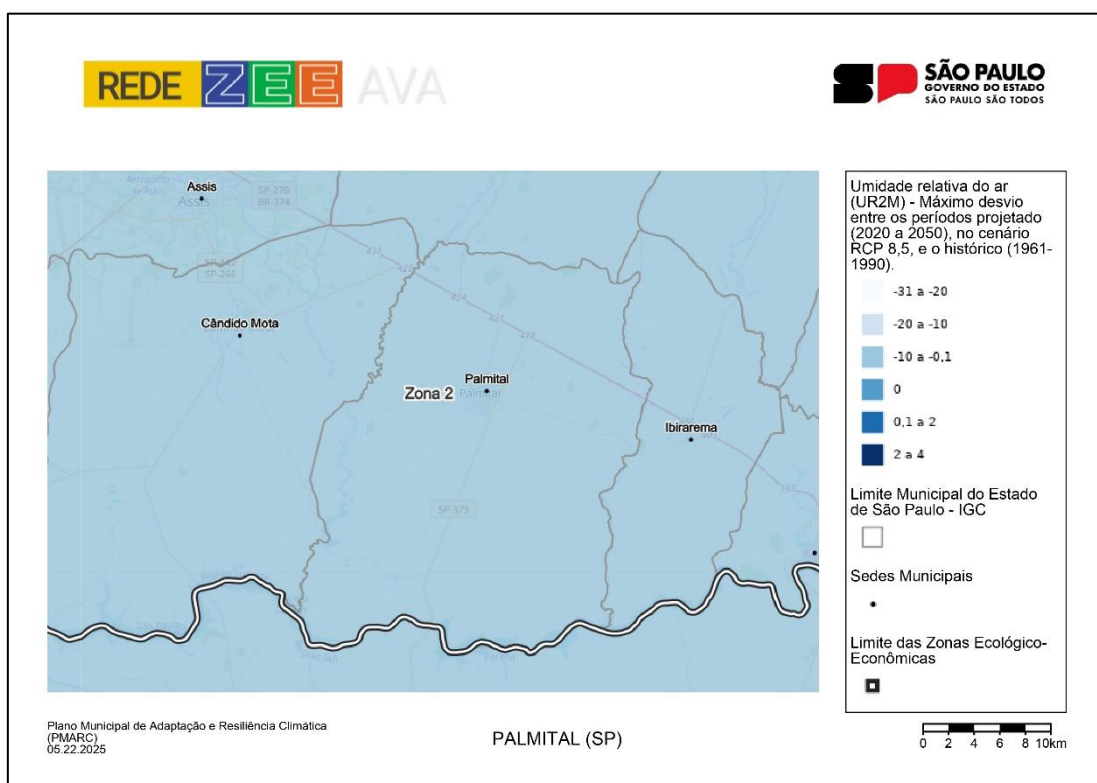 REDE ZEE AVA
SÃO PAULO
GOVERNO DO ESTADO
SÃO PAULO SÃO TODOS
Assis
Assis
SP-270
BR-374
Cândido Mota
Zona 2
Palmital
Palmital
Ibirarema
SP-375
Umidade relativa do ar
(UR2M) - Máximo desvio
entre os períodos projetado
(2020 a 2050), no cenário
RCP 8,5, e o histórico (1961-
1990).
-31 a -20
-20 a -10
-10 a -0,1
0
0,1 a 2
2 a 4
Limite Municipal do Estado
de São Paulo - IGC
Sedes Municipais
Limite das Zonas Ecológico-
Econômicas
0 2 4 6 8 10km
Plano Municipal de Adaptação e Resiliência Climática
(PMARC)
05.22.2025
PALMITAL (SP)